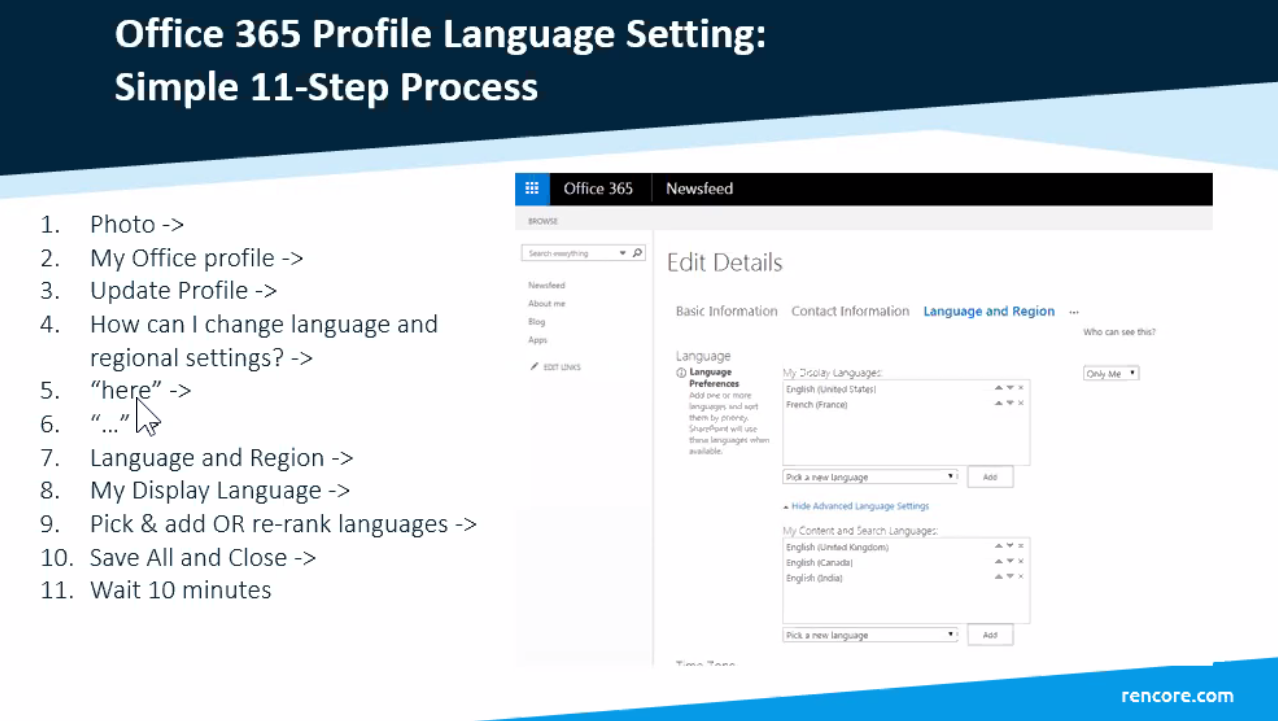 Office 365 Profile Language Setting:
Simple 11-Step Process
1. Photo ->
2. My Office profile ->
3. Update Profile ->
4. How can I change language and
regional settings? ->
5. “here” ->
6. “...”
7. Language and Region ->
8. My Display Language ->
9. Pick & add OR re-rank languages ->
10. Save All and Close ->
11. Wait 10 minutes
Office 365 Newsfeed
BROWSE
Search everything
Newsfeed
About me
Blog
Apps
EDIT LINKS
Edit Details
Basic Information Contact Information Language and Region ...
Who can see this?
Only Me
Language
Language
Preferences
Add one or more
languages and sort
them by priority.
SharePoint will use
these languages when
available.
My Display Languages:
English (United States)
French (France)
Pick a new language Add
Hide Advanced Language Settings
My Content and Search Languages:
English (United Kingdom)
English (Canada)
English (India)
Pick a new language Add
Time Zone
rencore.com